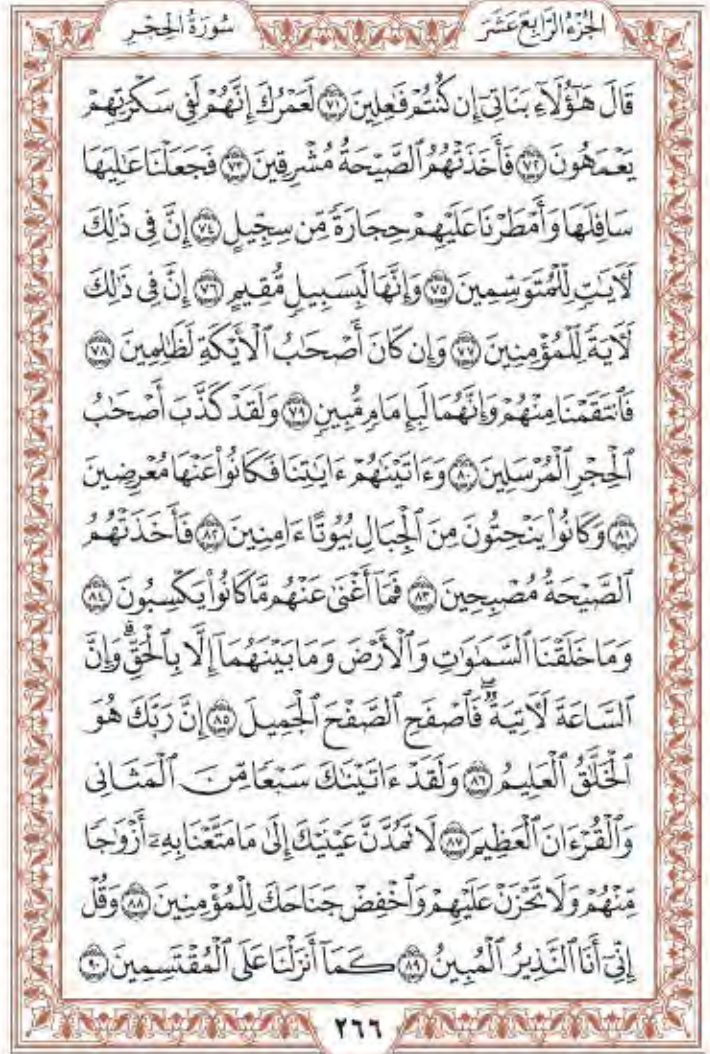 الجزء الرابع عشر
سورة الحجر
قَالَ هَٰٓؤُلَآءِ بَنَاتِيٓ إِن كُنتُمۡ فَٰعِلِينَ ٧١ لَعَمۡرُكَ إِنَّهُمۡ لَفِي سَكۡرَتِهِمۡ
يَعۡمَهُونَ ٧٢ فَأَخَذَتۡهُمُ ٱلصَّيۡحَةُ مُشۡرِقِينَ ٧٣ فَجَعَلۡنَا عَٰلِيَهَا
سَافِلَهَا وَأَمۡطَرۡنَا عَلَيۡهِمۡ حِجَارَةٗ مِّن سِجِّيلٍ ٧٤ إِنَّ فِي ذَٰلِكَ
لَأٓيَٰتٖ لِّلۡمُتَوَسِّمِينَ ٧٥ وَإِنَّهَا لَبِسَبِيلٖ مُّقِيمٍ ٧٦ إِنَّ فِي ذَٰلِكَ
لَأٓيَةٗ لِّلۡمُؤۡمِنِينَ ٧٧ وَإِن كَانَ أَصۡحَٰبُ ٱلۡأَيۡكَةِ لَظَٰلِمِينَ ٧٨
فَٱنتَقَمۡنَا مِنۡهُمۡ وَإِنَّهُمَا لَبِإِمَامٖ مُّبِينٖ ٧٩ وَلَقَدۡ كَذَّبَ أَصۡحَٰبُ
ٱلۡحِجۡرِ ٱلۡمُرۡسَلِينَ ٨٠ وَءَاتَيۡنَٰهُمۡ ءَايَٰتِنَا فَكَانُواْ عَنۡهَا مُعۡرِضِينَ
٨١ وَكَانُواْ يَنۡحِتُونَ مِنَ ٱلۡجِبَالِ بُيُوتًا ءَامِنِينَ ٨٢ فَأَخَذَتۡهُمُ
ٱلصَّيۡحَةُ مُصۡبِحِينَ ٨٣ فَمَآ أَغۡنَىٰ عَنۡهُم مَّا كَانُواْ يَكۡسِبُونَ ٨٤
وَمَا خَلَقۡنَا ٱلسَّمَٰوَٰتِ وَٱلۡأَرۡضَ وَمَا بَيۡنَهُمَآ إِلَّا بِٱلۡحَقِّۗ وَإِنَّ
ٱلسَّاعَةَ لَأٓتِيَةٞۖ فَٱصۡفَحِ ٱلصَّفۡحَ ٱلۡجَمِيلَ ٨٥ إِنَّ رَبَّكَ هُوَ
ٱلۡخَلَّٰقُ ٱلۡعَلِيمُ ٨٦ وَلَقَدۡ ءَاتَيۡنَٰكَ سَبۡعٗا مِّنَ ٱلۡمَثَانِي
وَٱلۡقُرۡءَانَ ٱلۡعَظِيمَ ٨٧ لَا تَمُدَّنَّ عَيۡنَيۡكَ إِلَىٰ مَا مَتَّعۡنَا بِهِۦٓ أَزۡوَٰجٗا
مِّنۡهُمۡ وَلَا تَحۡزَنۡ عَلَيۡهِمۡ وَٱخۡفِضۡ جَنَاحَكَ لِلۡمُؤۡمِنِينَ ٨٨ وَقُلۡ
إِنِّيٓ أَنَا ٱلنَّذِيرُ ٱلۡمُبِينُ ٨٩ كَمَآ أَنزَلۡنَا عَلَى ٱلۡمُقۡتَسِمِينَ ٩٠
٢٦٦